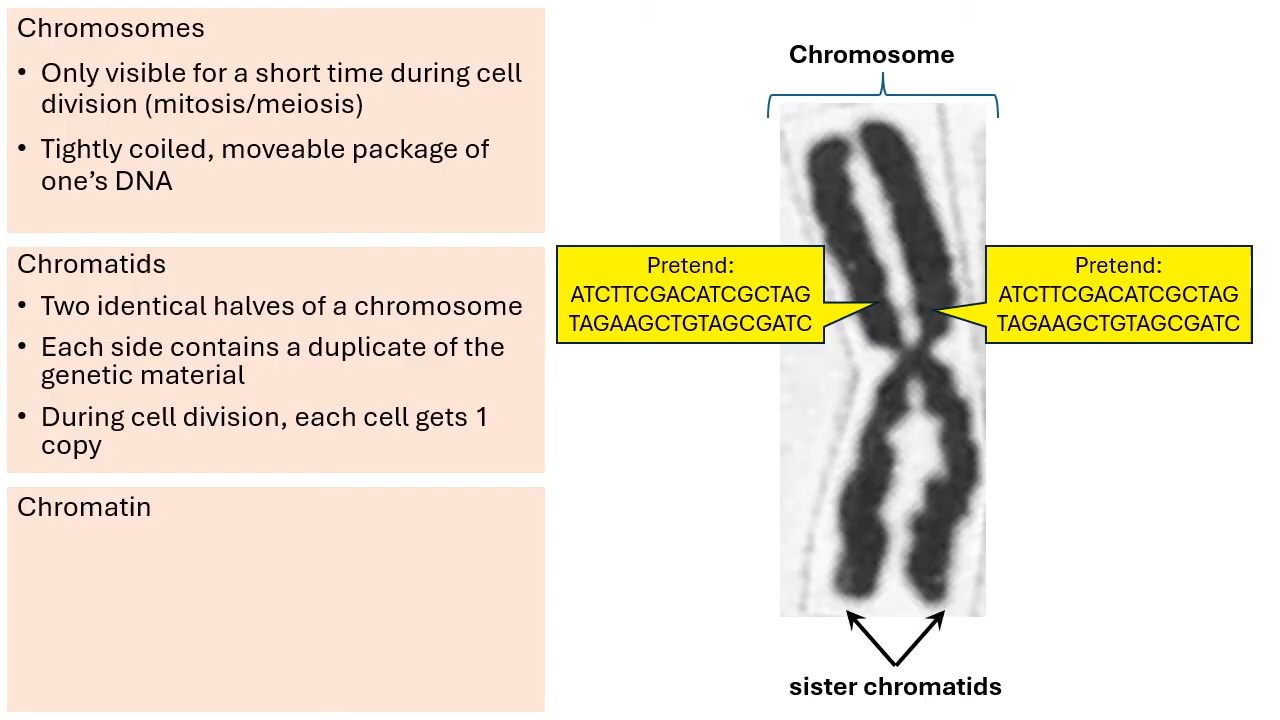 Chromosomes
• Only visible for a short time during cell
division (mitosis/meiosis)
• Tightly coiled, moveable package of
one’s DNA
Chromatids
• Two identical halves of a chromosome
• Each side contains a duplicate of the
genetic material
• During cell division, each cell gets 1
copy
Chromatin
Chromosome
Pretend:
ATCTTCGACATCGCTAG
TAGAAGCTGTAGCGATC
Pretend:
ATCTTCGACATCGCTAG
TAGAAGCTGTAGCGATC
sister chromatids